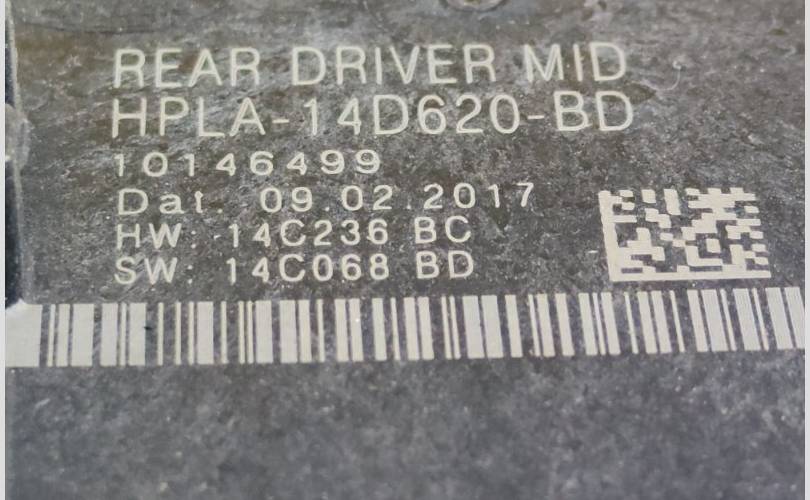 REAR DRIVER MID
HPLA-14D620-BD
10146499
Dat. 09.02.2017
HW: 14C236 BC
SW: 14C068 BD